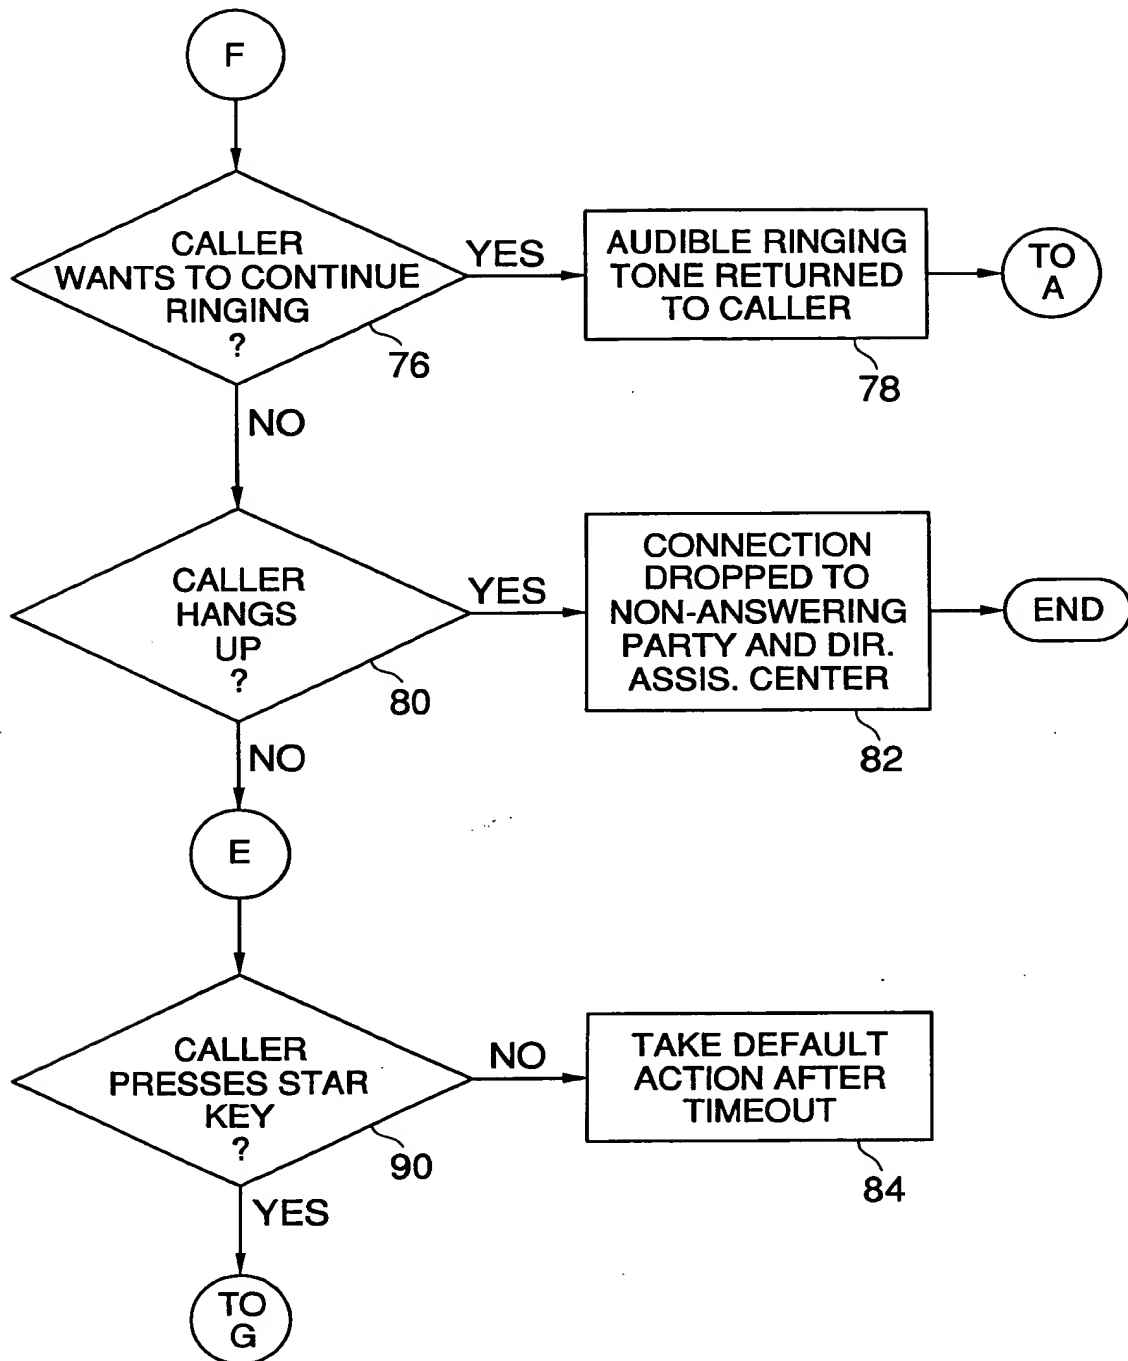 F
CALLER
WANTS TO CONTINUE
RINGING
?
76
YES
AUDIBLE RINGING
TONE RETURNED
TO CALLER
78
TO
A
NO
CALLER
HANGS
UP
?
80
YES
CONNECTION
DROPPED TO
NON-ANSWERING
PARTY AND DIR.
ASSIS. CENTER
82
END
NO
E
CALLER
PRESSES STAR
KEY
?
90
NO
TAKE DEFAULT
ACTION AFTER
TIMEOUT
84
YES
TO
G